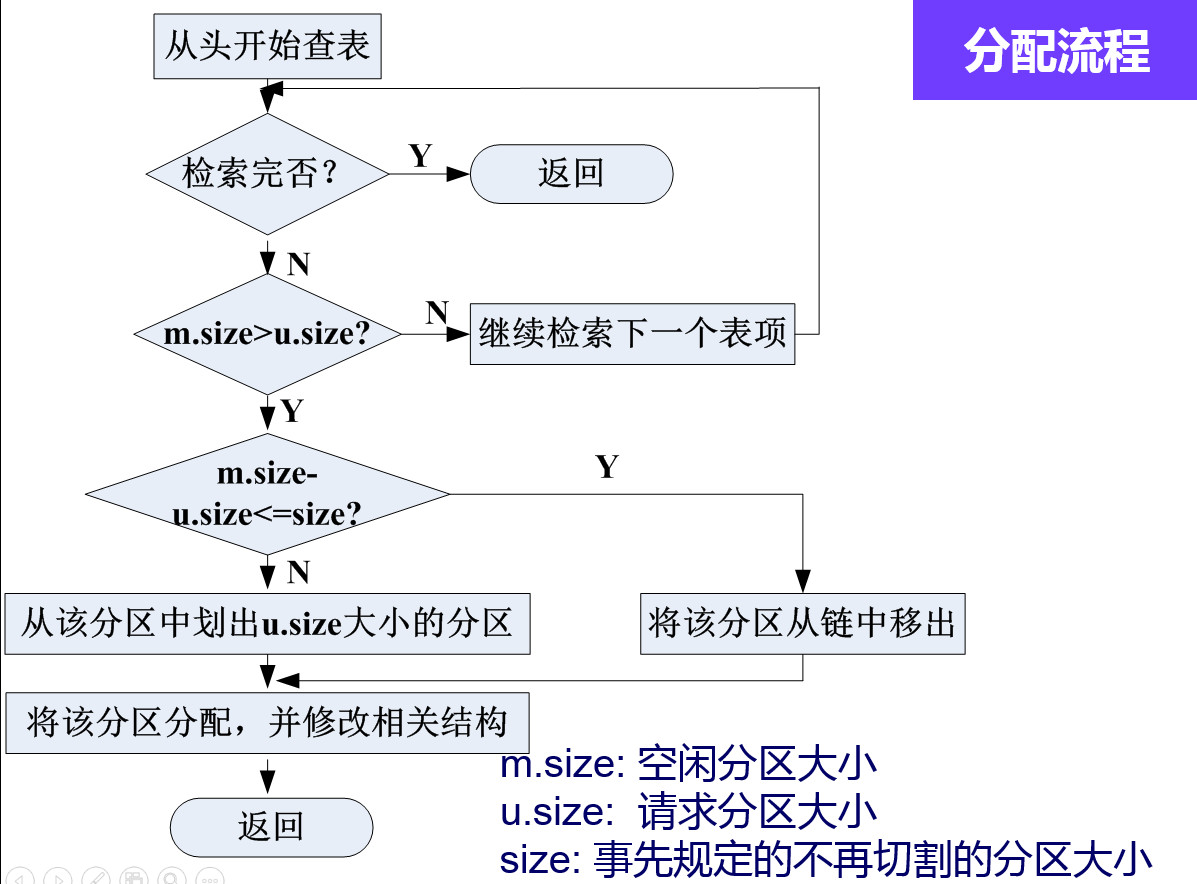 分配流程
从头开始查表
检索完否？
Y
返回
N
m.size>u.size?
N
继续检索下一个表项
Y
m.size-
u.size<=size?
Y
N
从该分区中划出u.size大小的分区
将该分区从链中移出
将该分区分配，并修改相关结构
返回
m.size: 空闲分区大小
u.size: 请求分区大小
size: 事先规定的不再切割的分区大小